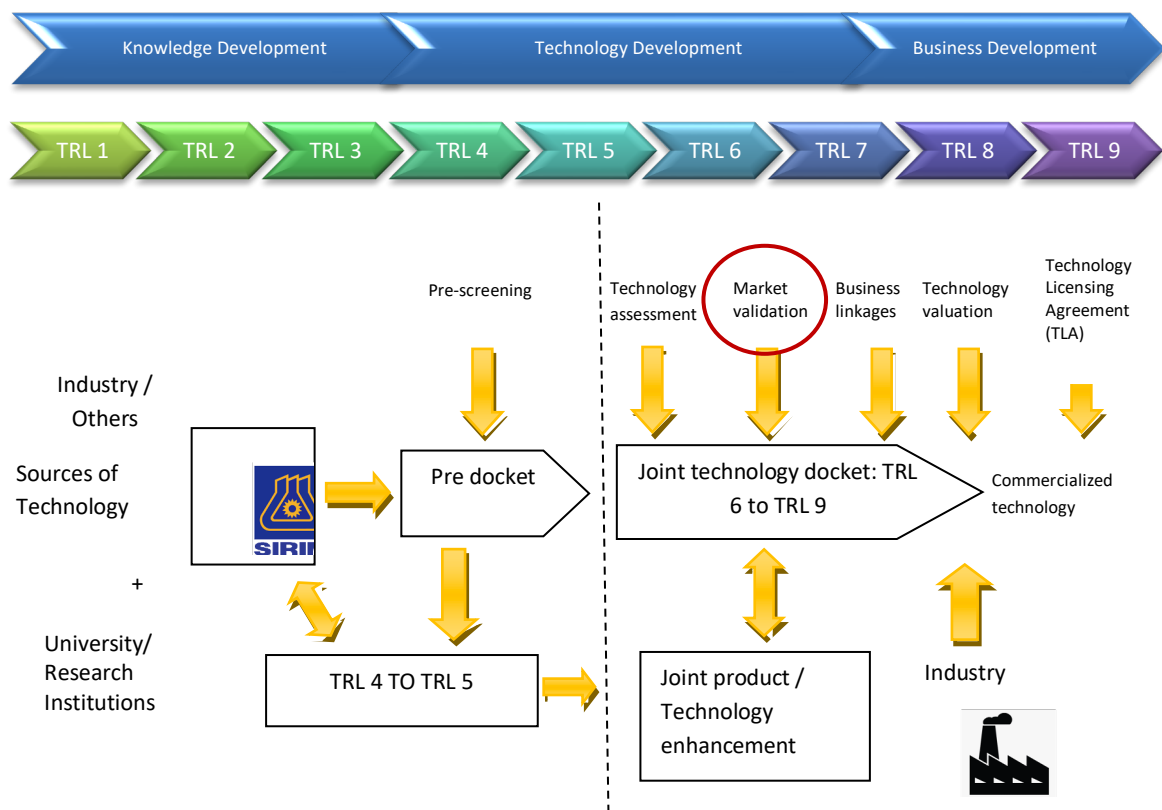 Knowledge Development
Technology Development
Business Development
TRL 1
TRL 2
TRL 3
TRL 4
TRL 5
TRL 6
TRL 7
TRL 8
TRL 9
Pre-screening
Technology
assessment
Market
validation
Business
linkages
Technology
valuation
Technology
Licensing
Agreement
(TLA)
Industry /
Others
Sources of
Technology
+
University/
Research
Institutions
SIRI
Pre docket
Joint technology docket: TRL
6 to TRL 9
Commercialized
technology
TRL 4 TO TRL 5
Joint product /
Technology
enhancement
Industry